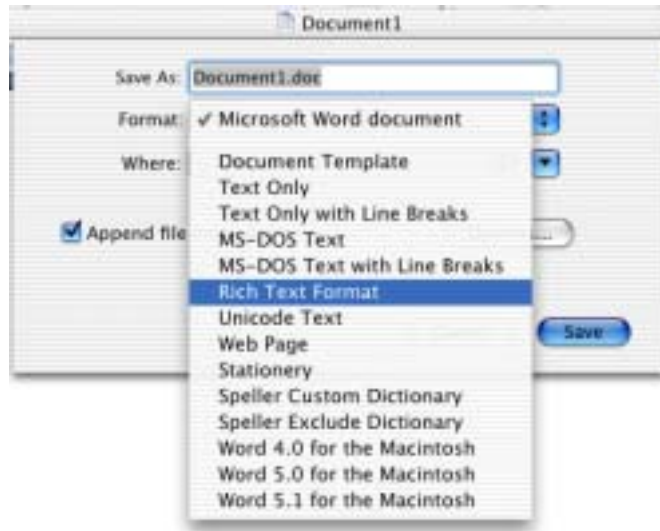 Document1
Save As: Document1.doc
Format: ✓ Microsoft Word document
Where:
Document Template
Text Only
Text Only with Line Breaks
Append file
MS-DOS Text
MS-DOS Text with Line Breaks
Rich Text Format
Unicode Text
Save
Web Page
Stationery
Speller Custom Dictionary
Speller Exclude Dictionary
Word 4.0 for the Macintosh
Word 5.0 for the Macintosh
Word 5.1 for the Macintosh